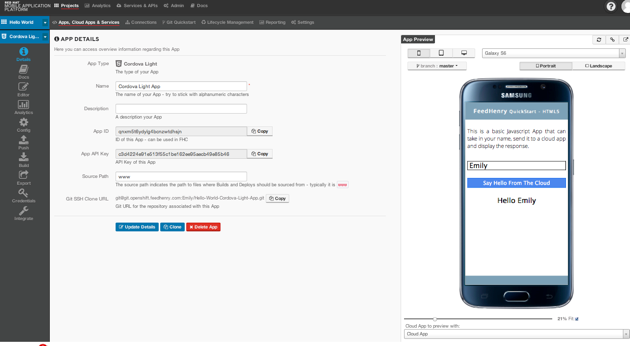 RED HAT
MOBILE APPLICATION
PLATFORM
Projects
Analytics
Services & APIs
Admin
Docs
Hello World
Apps, Cloud Apps & Services
Connections
Git Quickstart
Lifecycle Management
Reporting
Settings
Cordova Lig...
Details
Docs
Editor
Analytics
Config
Push
Build
Export
Credentials
Integrate
APP DETAILS
Here you can access overview information regarding this App
App Type
Cordova Light
The type of your App
Name
Cordova Light App
*
The name of your App - try to stick with alphanumeric characters
Description
A description your App
App ID
Copy
ID of this App - can be used in FHC
App API Key
Copy
API Key of this App
Source Path
www
The source path indicates the path to files where Builds and Deploys should be sourced from - typically it is www
Git SSH Clone URL
git@git.openshift.feedhenry.com:Emily/Hello-World-Cordova-Light-App.git
Copy
Git URL for the repository associated with this App
Update Details
Clone
Delete App
App Preview
Galaxy S6
branch: master
Portrait
Landscape
SAMSUNG
FeedHenry QuickStart - HTML5
This is a basic Javascript App that can
take in your name, send it to a cloud app
and display the response.
Emily
Say Hello From The Cloud
Hello Emily
21% Fit
Cloud App to preview with:
Cloud App